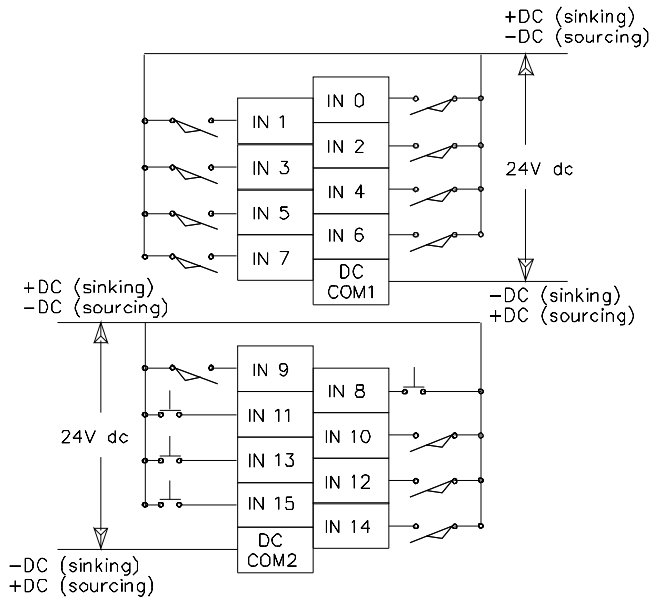 +DC (sinking)
−DC (sourcing)
IN 0
IN 1
IN 2
IN 3
24V dc
IN 4
IN 5
IN 6
IN 7
DC
COM1
+DC (sinking)
−DC (sourcing)
−DC (sinking)
+DC (sourcing)
IN 9
IN 8
IN 11
24V dc
IN 10
IN 13
IN 12
IN 15
IN 14
DC
COM2
−DC (sinking)
+DC (sourcing)